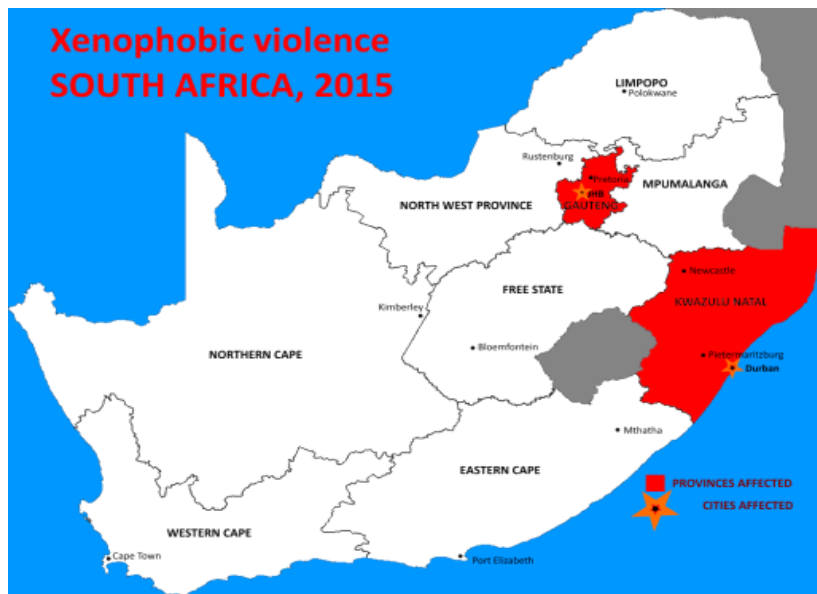 Xenophobic violence
SOUTH AFRICA, 2015
LIMPOPO
Polokwane
Rustenburg
Pretoria
MPUMALANGA
JHB
GAUTENG
NORTH WEST PROVINCE
Newcastle
FREE STATE
KWAZULU NATAL
Kimberley
Bloemfontein
NORTHERN CAPE
Pietermaritzburg
Durban
Mthatha
EASTERN CAPE
PROVINCES AFFECTED
CITIES AFFECTED
WESTERN CAPE
Cape Town
Port Elizabeth